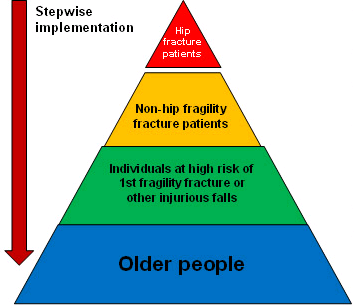 Stepwise
implementation
Hip
fracture
patients
Non-hip fragility
fracture patients
Individuals at high risk of
1st fragility fracture or
other injurious falls
Older people